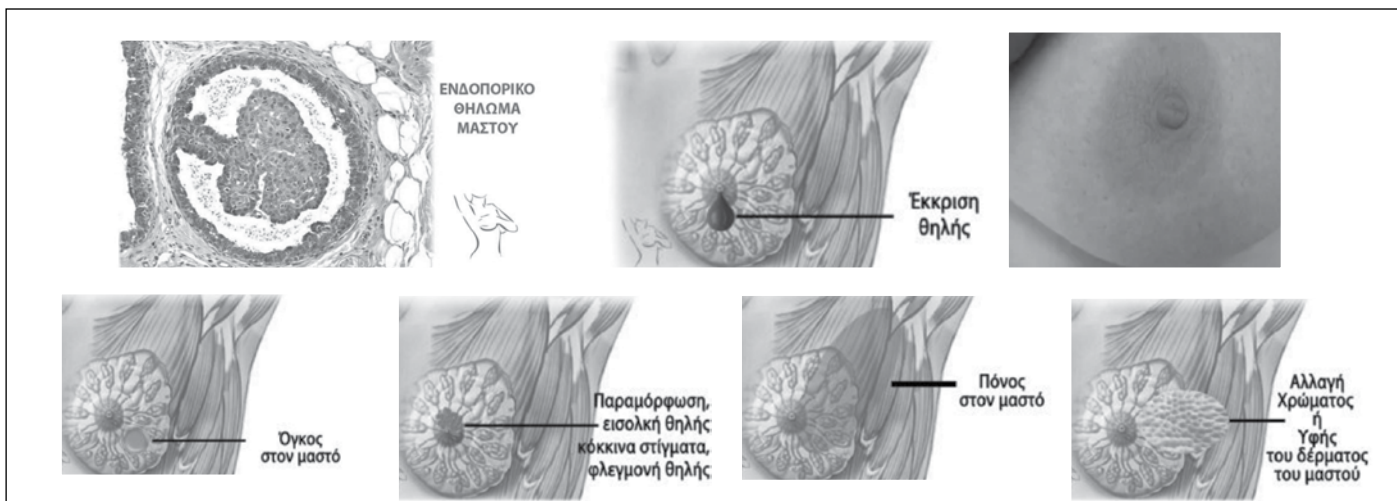 ΕΝΔΟΠΟΡΙΚΟ
ΘΗΛΩΜΑ
ΜΑΣΤΟΥ
Έκκριση
θηλής
Όγκος
στον μαστό
Παραμόρφωση,
εισολκή θηλής
κόκκινα στίγματα,
φλεγμονή θηλής
Πόνος
στον μαστό
Αλλαγή
Χρώματος
ή
Υφής
του δέρματος
του μαστού